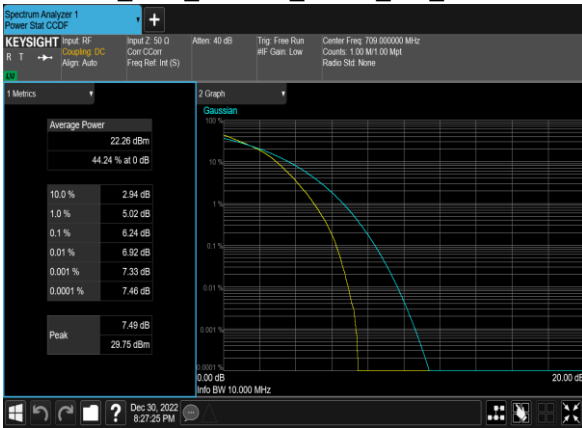 Spectrum Analyzer 1
Power Stat CCDF
+
KEYSIGHT
R T
LXI
Input: RF
Coupling: DC
Align: Auto
Input Z: 50 Ω
Corr CCorr
Freq Ref: Int (S)
Atten: 40 dB
Trig: Free Run
#IF Gain: Low
Center Freq: 709.000000 MHz
Counts: 1.00 M/1.00 Mpt
Radio Std: None
1 Metrics
Average Power
22.26 dBm
44.24 % at 0 dB
10.0 % 2.94 dB
1.0 % 5.02 dB
0.1 % 6.24 dB
0.01 % 6.92 dB
0.001 % 7.33 dB
0.0001 % 7.46 dB
Peak
7.49 dB
29.75 dBm
2 Graph
Gaussian
100 %
10 %
1 %
0.1 %
0.01 %
0.001 %
0.0001 %
0.00 dB
20.00 dB
Info BW 10.000 MHz
?
Dec 30, 2022
8:27:25 PM